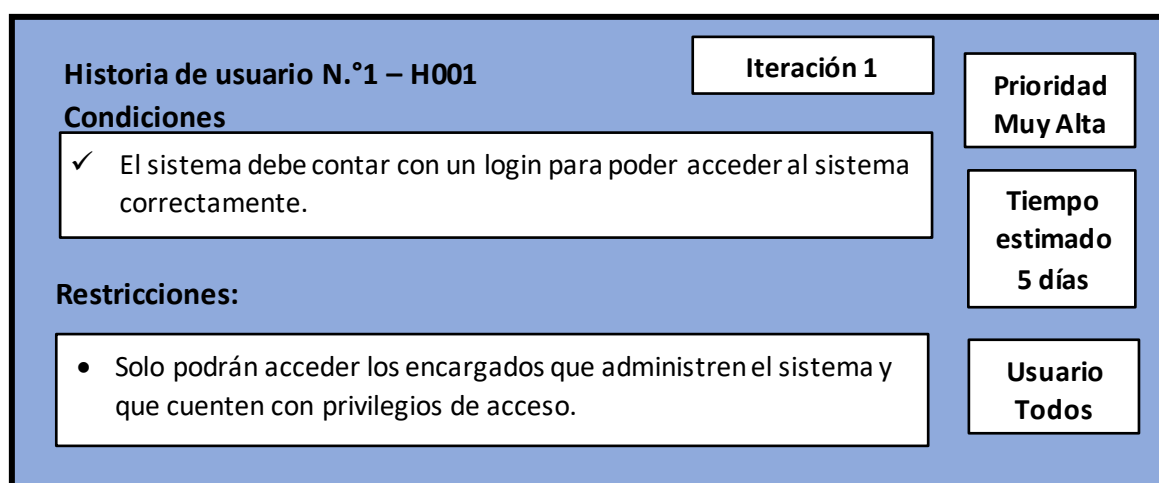 Historia de usuario N.°1 – H001
Iteración 1
Prioridad
Muy Alta
Condiciones
✓ El sistema debe contar con un login para poder acceder al sistema
correctamente.
Tiempo
estimado
5 días
Restricciones:
• Solo podrán acceder los encargados que administren el sistema y
que cuenten con privilegios de acceso.
Usuario
Todos